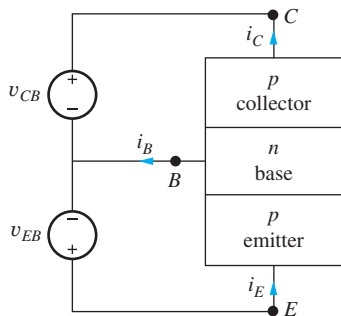 C
i_C
p
collector
+
v_CB
−
i_B
n
B
base
−
v_EB
p
+
emitter
i_E
E